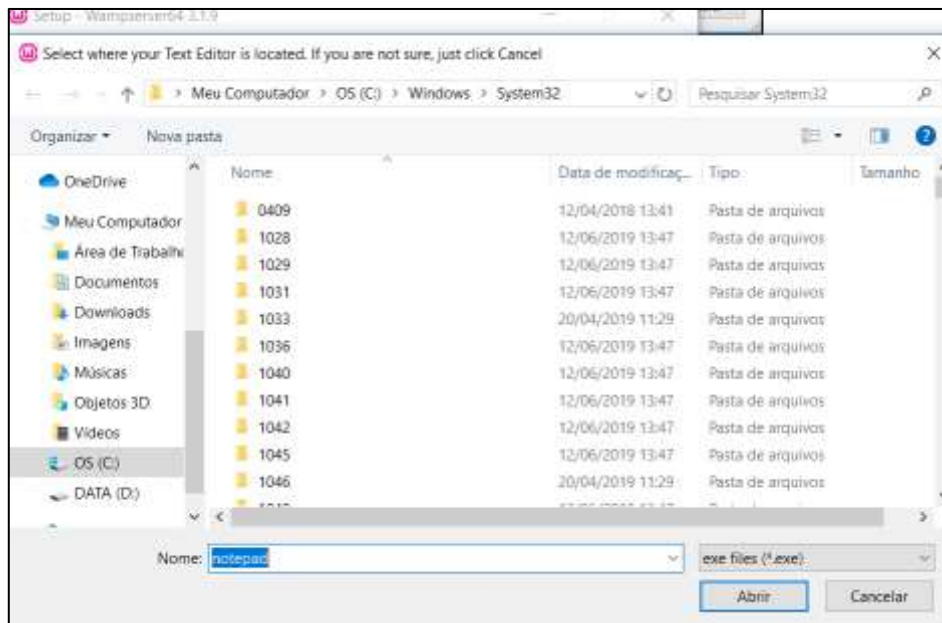 Setup - Wampserver64 3.1.9
Select where your Text Editor is located. If you are not sure, just click Cancel
Meu Computador > OS (C:) > Windows > System32
Pesquisar System32
Organizar
Nova pasta
Nome
Data de modificaç...
Tipo
Tamanho
OneDrive
Meu Computador
Área de Trabalh
Documentos
Downloads
Imagens
Músicas
Objetos 3D
Vídeos
OS (C:)
DATA (D:)
0409 12/04/2018 13:41 Pasta de arquivos
1028 12/06/2019 13:47 Pasta de arquivos
1029 12/06/2019 13:47 Pasta de arquivos
1031 12/06/2019 13:47 Pasta de arquivos
1033 20/04/2019 11:29 Pasta de arquivos
1036 12/06/2019 13:47 Pasta de arquivos
1040 12/06/2019 13:47 Pasta de arquivos
1041 12/06/2019 13:47 Pasta de arquivos
1042 12/06/2019 13:47 Pasta de arquivos
1045 12/06/2019 13:47 Pasta de arquivos
1046 20/04/2019 11:29 Pasta de arquivos
Nome: notepad
exe files (*.exe)
Abrir
Cancelar